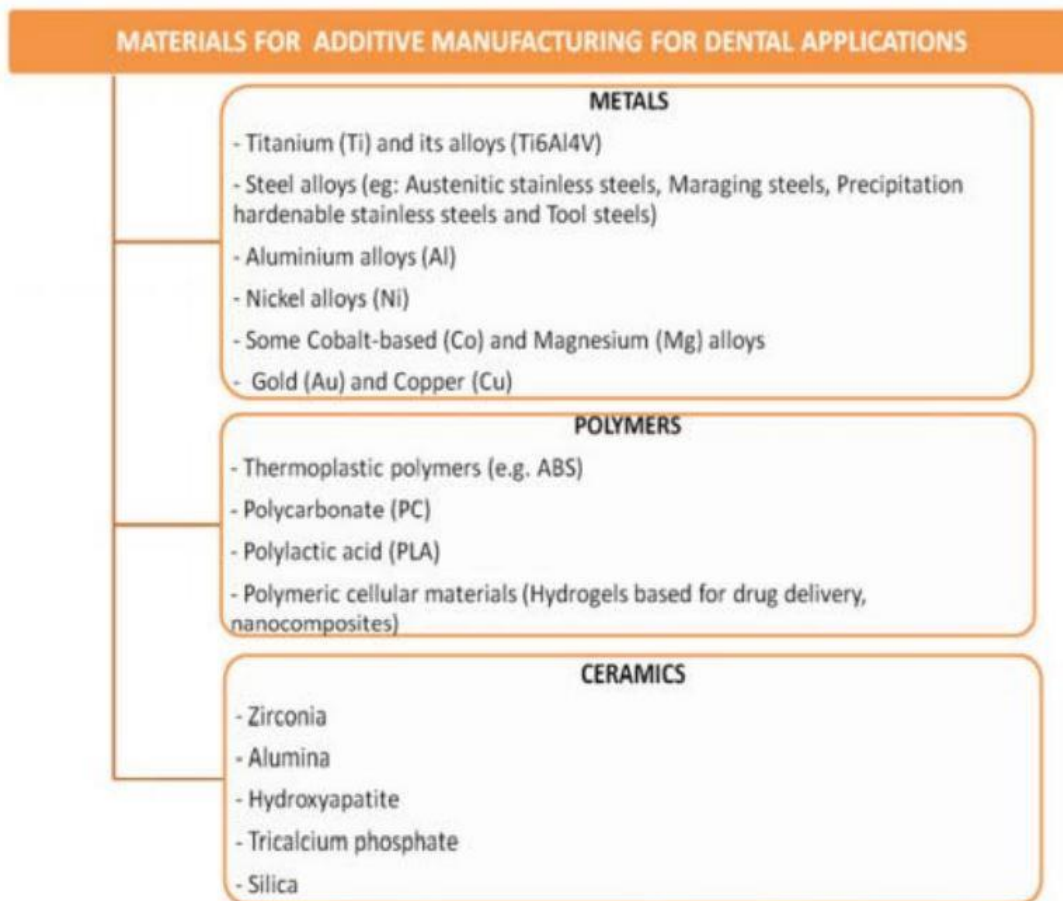 MATERIALS FOR ADDITIVE MANUFACTURING FOR DENTAL APPLICATIONS
METALS
- Titanium (Ti) and its alloys (Ti6Al4V)
- Steel alloys (eg: Austenitic stainless steels, Maraging steels, Precipitation
hardenable stainless steels and Tool steels)
- Aluminium alloys (Al)
- Nickel alloys (Ni)
- Some Cobalt-based (Co) and Magnesium (Mg) alloys
- Gold (Au) and Copper (Cu)
POLYMERS
- Thermoplastic polymers (e.g. ABS)
- Polycarbonate (PC)
- Polylactic acid (PLA)
- Polymeric cellular materials (Hydrogels based for drug delivery,
nanocomposites)
CERAMICS
- Zirconia
- Alumina
- Hydroxyapatite
- Tricalcium phosphate
- Silica